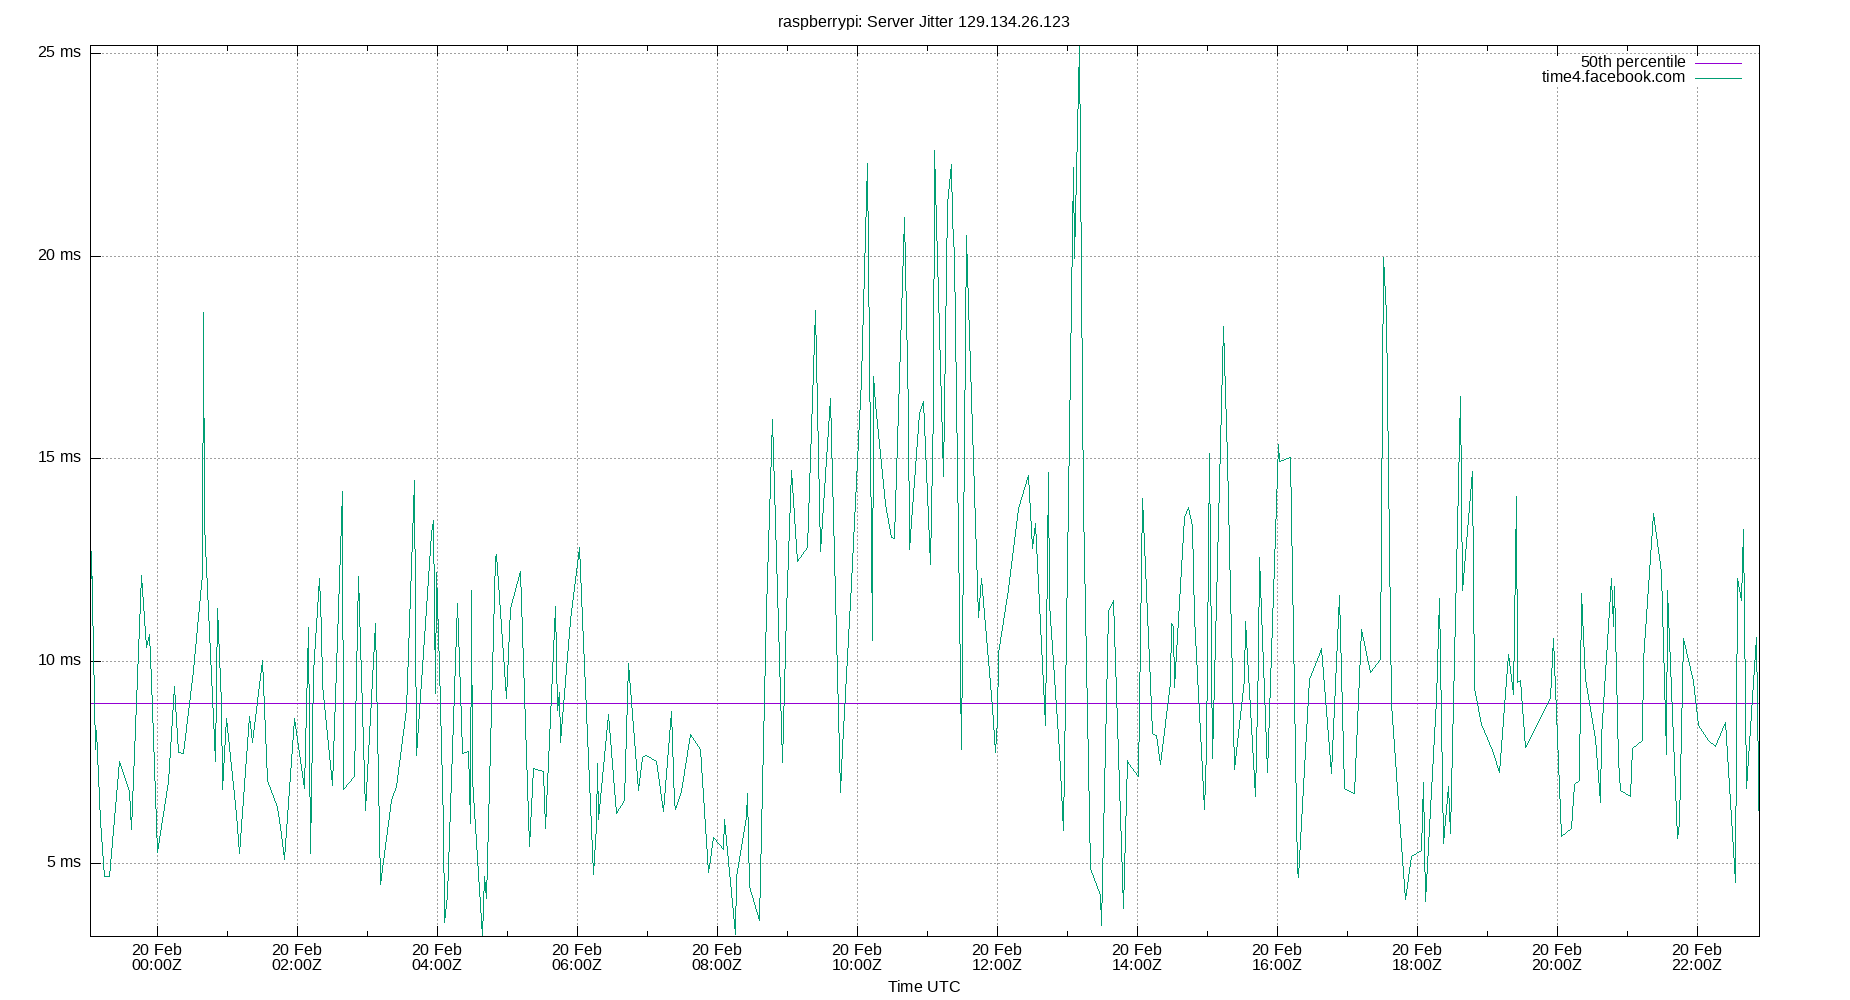 raspberrypi: Server Jitter 129.134.26.123
25 ms
50th percentile
time4.facebook.com
20 ms
15 ms
10 ms
5 ms
20 Feb 20 Feb 20 Feb 20 Feb 20 Feb 20 Feb 20 Feb 20 Feb 20 Feb 20 Feb 20 Feb 20 Feb
00:00Z 02:00Z 04:00Z 06:00Z 08:00Z 10:00Z 12:00Z 14:00Z 16:00Z 18:00Z 20:00Z 22:00Z
Time UTC